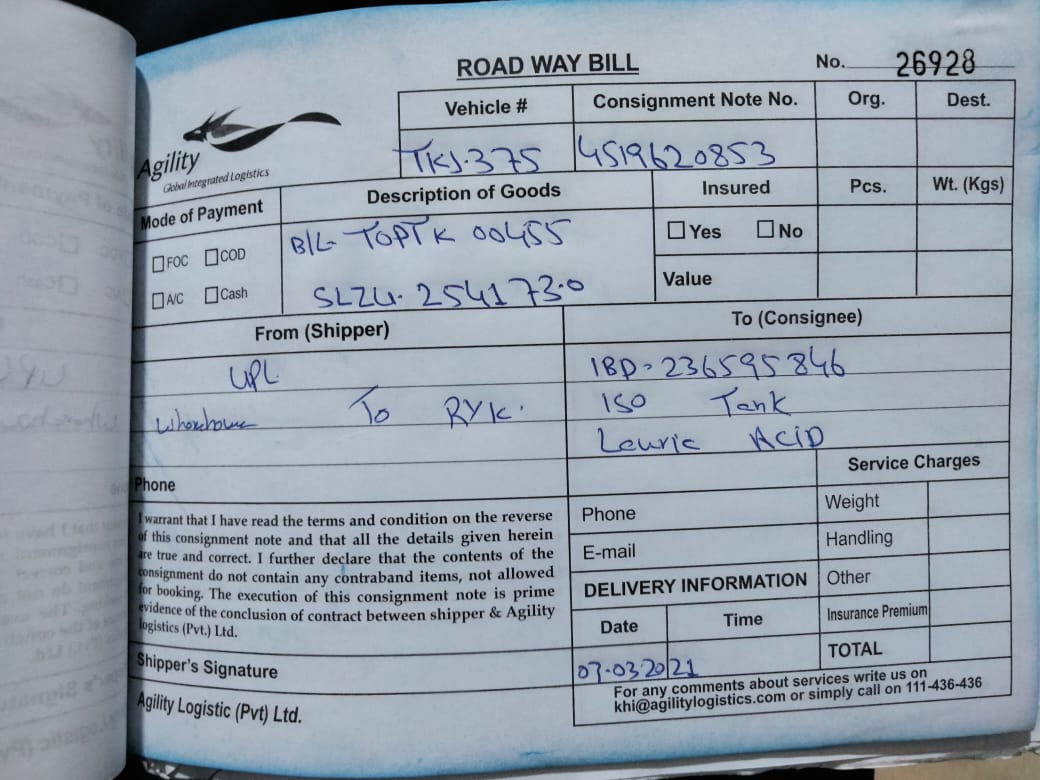 ROAD WAY BILL
No. 26928
Agility
Global Integrated Logistics
Vehicle #
Consignment Note No.
Org.
Dest.
TKJ-375
4519620853
Mode of Payment
Description of Goods
Insured
Pcs.
Wt. (Kgs)
FOC
COD
A/C
Cash
B/L- TOPTK 00455
SLZU. 254173.0
Yes
No
Value
From (Shipper)
To (Consignee)
UPL
To RYK.
IBD-236595846
ISO Tank
Lauric ACID
Phone
I warrant that I have read the terms and condition on the reverse
of this consignment note and that all the details given herein
are true and correct. I further declare that the contents of the
consignment do not contain any contraband items, not allowed
for booking. The execution of this consignment note is prime
evidence of the conclusion of contract between shipper & Agility
logistics (Pvt.) Ltd.
Shipper's Signature
Agility Logistic (Pvt) Ltd.
Phone
E-mail
DELIVERY INFORMATION
Date
Time
07-03-2021
Service Charges
Weight
Handling
Other
Insurance Premium
TOTAL
For any comments about services write us on
khi@agilitylogistics.com or simply call on 111-436-436